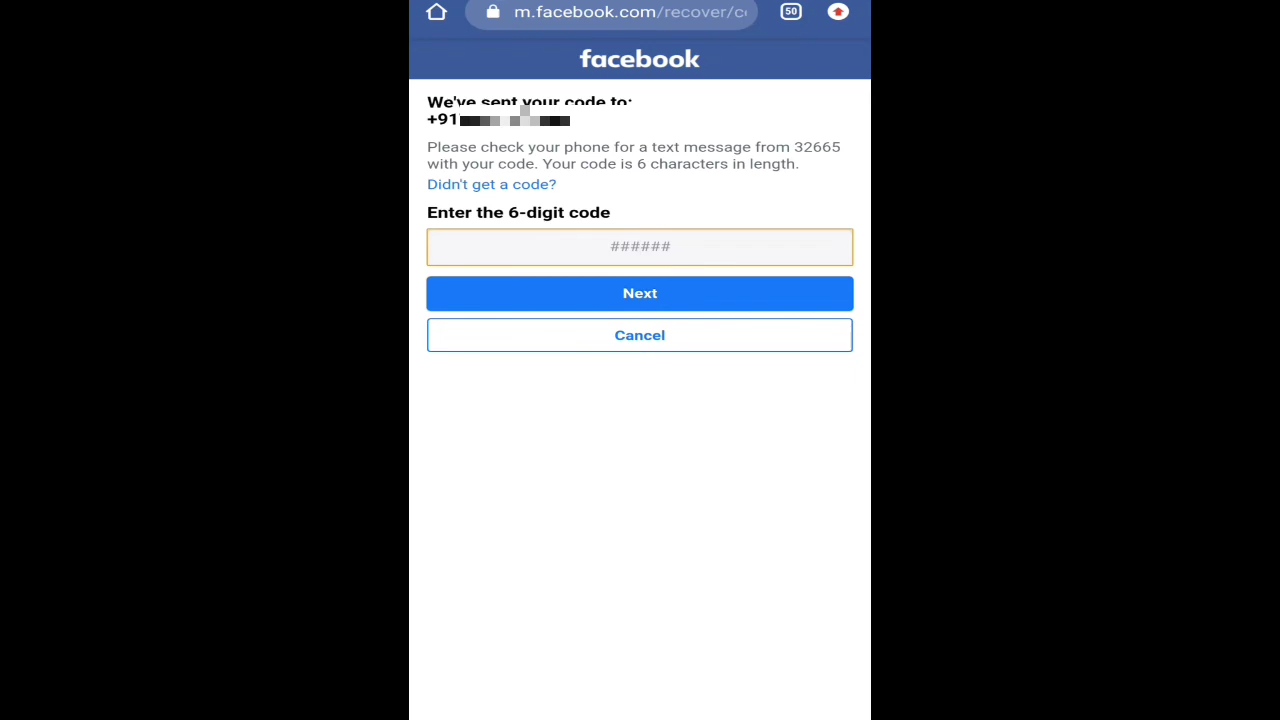 50
m.facebook.com/recover/c
facebook
We've sent your code to:
+91
Please check your phone for a text message from 32665
with your code. Your code is 6 characters in length.
Didn't get a code?
Enter the 6-digit code
######
Next
Cancel